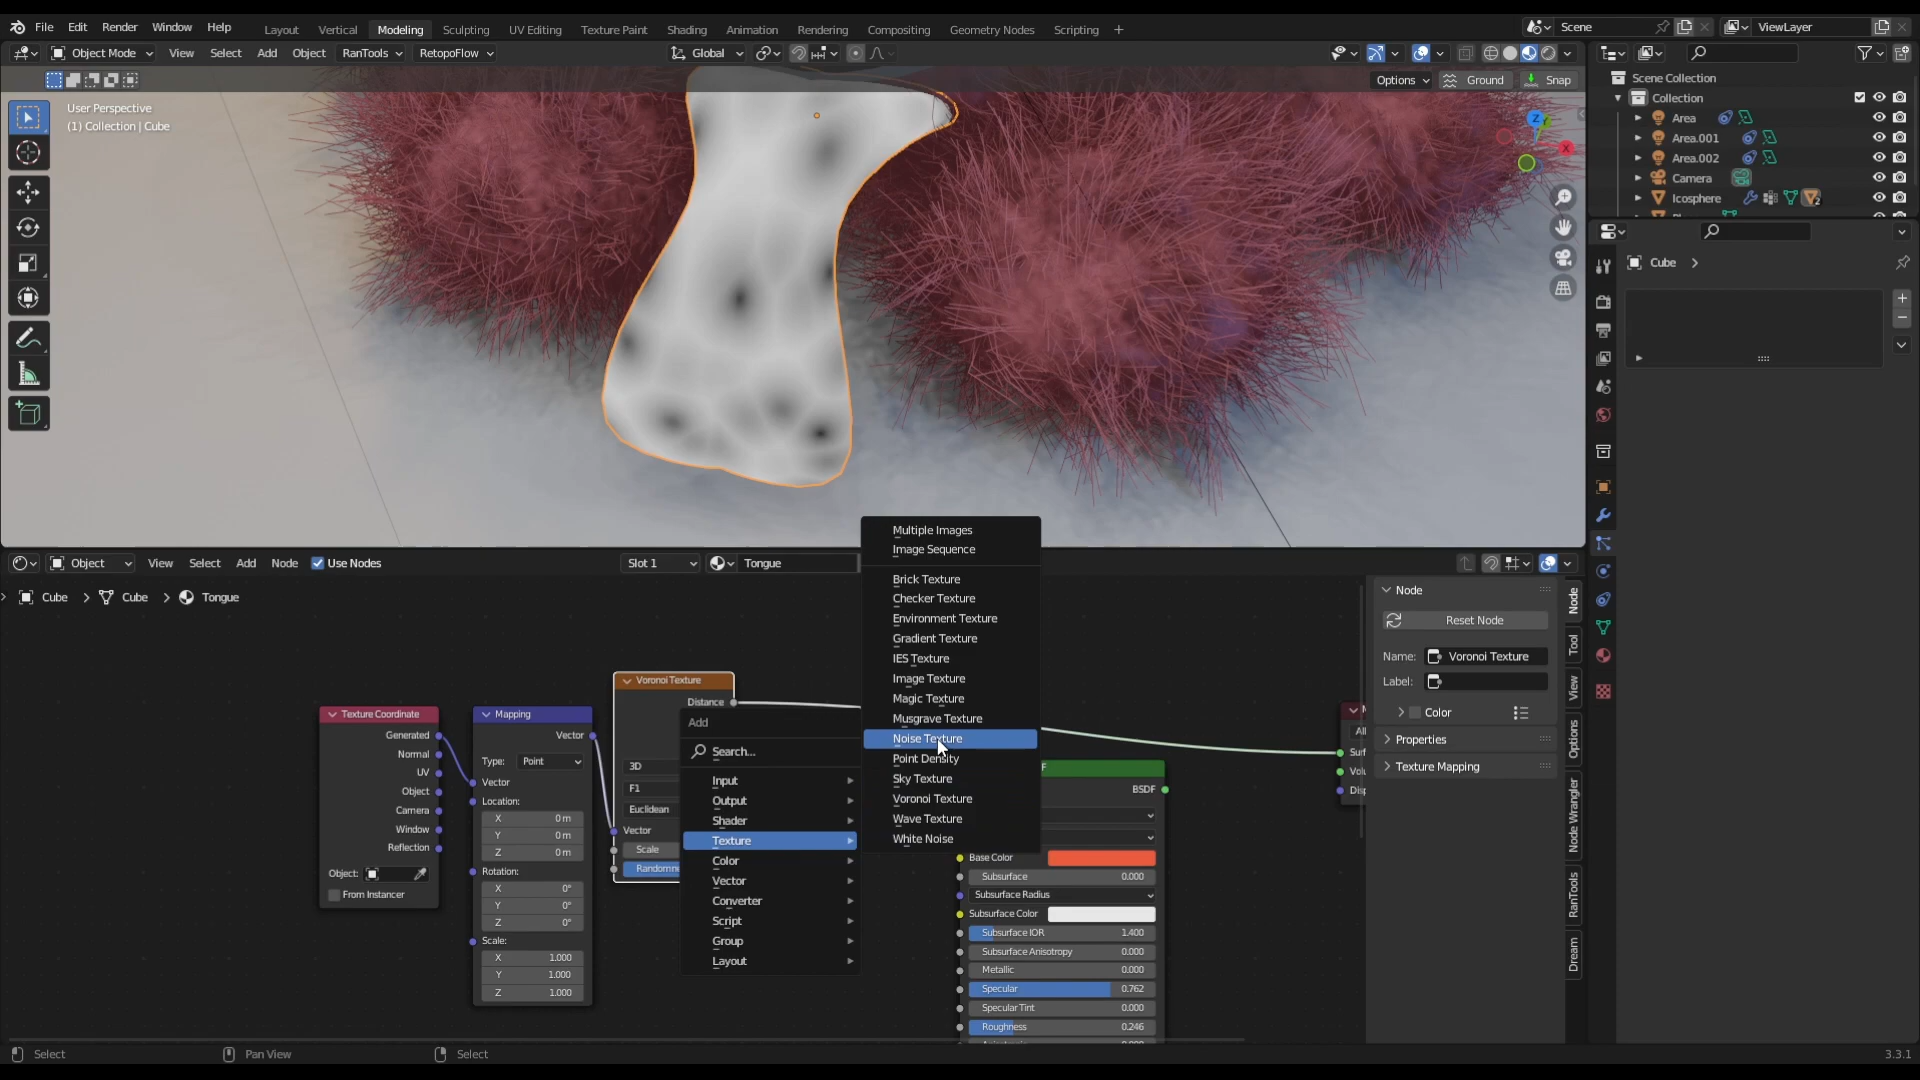 File Edit Render Window Help Layout Vertical Modeling Sculpting UV Editing Texture Paint Shading Animation Rendering Compositing Geometry Nodes Scripting + Scene ViewLayer
Object Mode View Select Add Object RanTools RetopoFlow Global
Options Ground Snap
User Perspective
(1) Collection | Cube
Z
Y
X
Scene Collection
Collection
Area
Area.001
Area.002
Camera
Icosphere
2
Cube
Object View Select Add Node Use Nodes Slot 1 Tongue
Cube Cube Tongue
Texture Coordinate
Generated
Normal
UV
Object
Camera
Window
Reflection
Object:
From Instancer
Mapping
Vector
Type: Point
Vector
Location:
X 0 m
Y 0 m
Z 0 m
Rotation:
X 0°
Y 0°
Z 0°
Scale:
X 1.000
Y 1.000
Z 1.000
Voronoi Texture
Distance
3D
F1
Euclidean
Vector
Scale
Add
Search...
Input
Output
Shader
Texture
Color
Vector
Converter
Script
Group
Layout
Multiple Images
Image Sequence
Brick Texture
Checker Texture
Environment Texture
Gradient Texture
IES Texture
Image Texture
Magic Texture
Musgrave Texture
Noise Texture
Point Density
Sky Texture
Voronoi Texture
Wave Texture
White Noise
BSDF
Base Color
Subsurface 0.000
Subsurface Radius
Subsurface Color
Subsurface IOR 1.400
Subsurface Anisotropy 0.000
Metallic 0.000
Specular 0.762
Specular Tint 0.000
Roughness 0.246
Node
Reset Node
Name: Voronoi Texture
Label:
Color
Properties
Texture Mapping
Node
Tool
View
Options
Node Wrangler
RanTools
Dream
Select Pan View Select 3.3.1